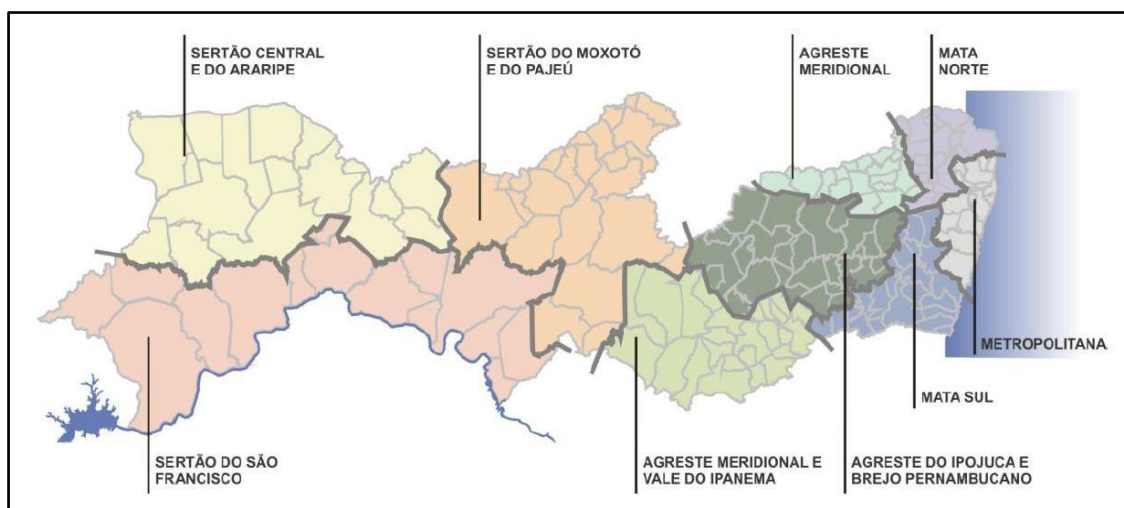 SERTÃO CENTRAL
E DO ARARIPE
SERTÃO DO MOXOTÓ
E DO PAJEÚ
AGRESTE
MERIDIONAL
MATA
NORTE
METROPOLITANA
MATA SUL
SERTÃO DO SÃO
FRANCISCO
AGRESTE MERIDIONAL E
VALE DO IPANEMA
AGRESTE DO IPOJUCA E
BREJO PERNAMBUCANO